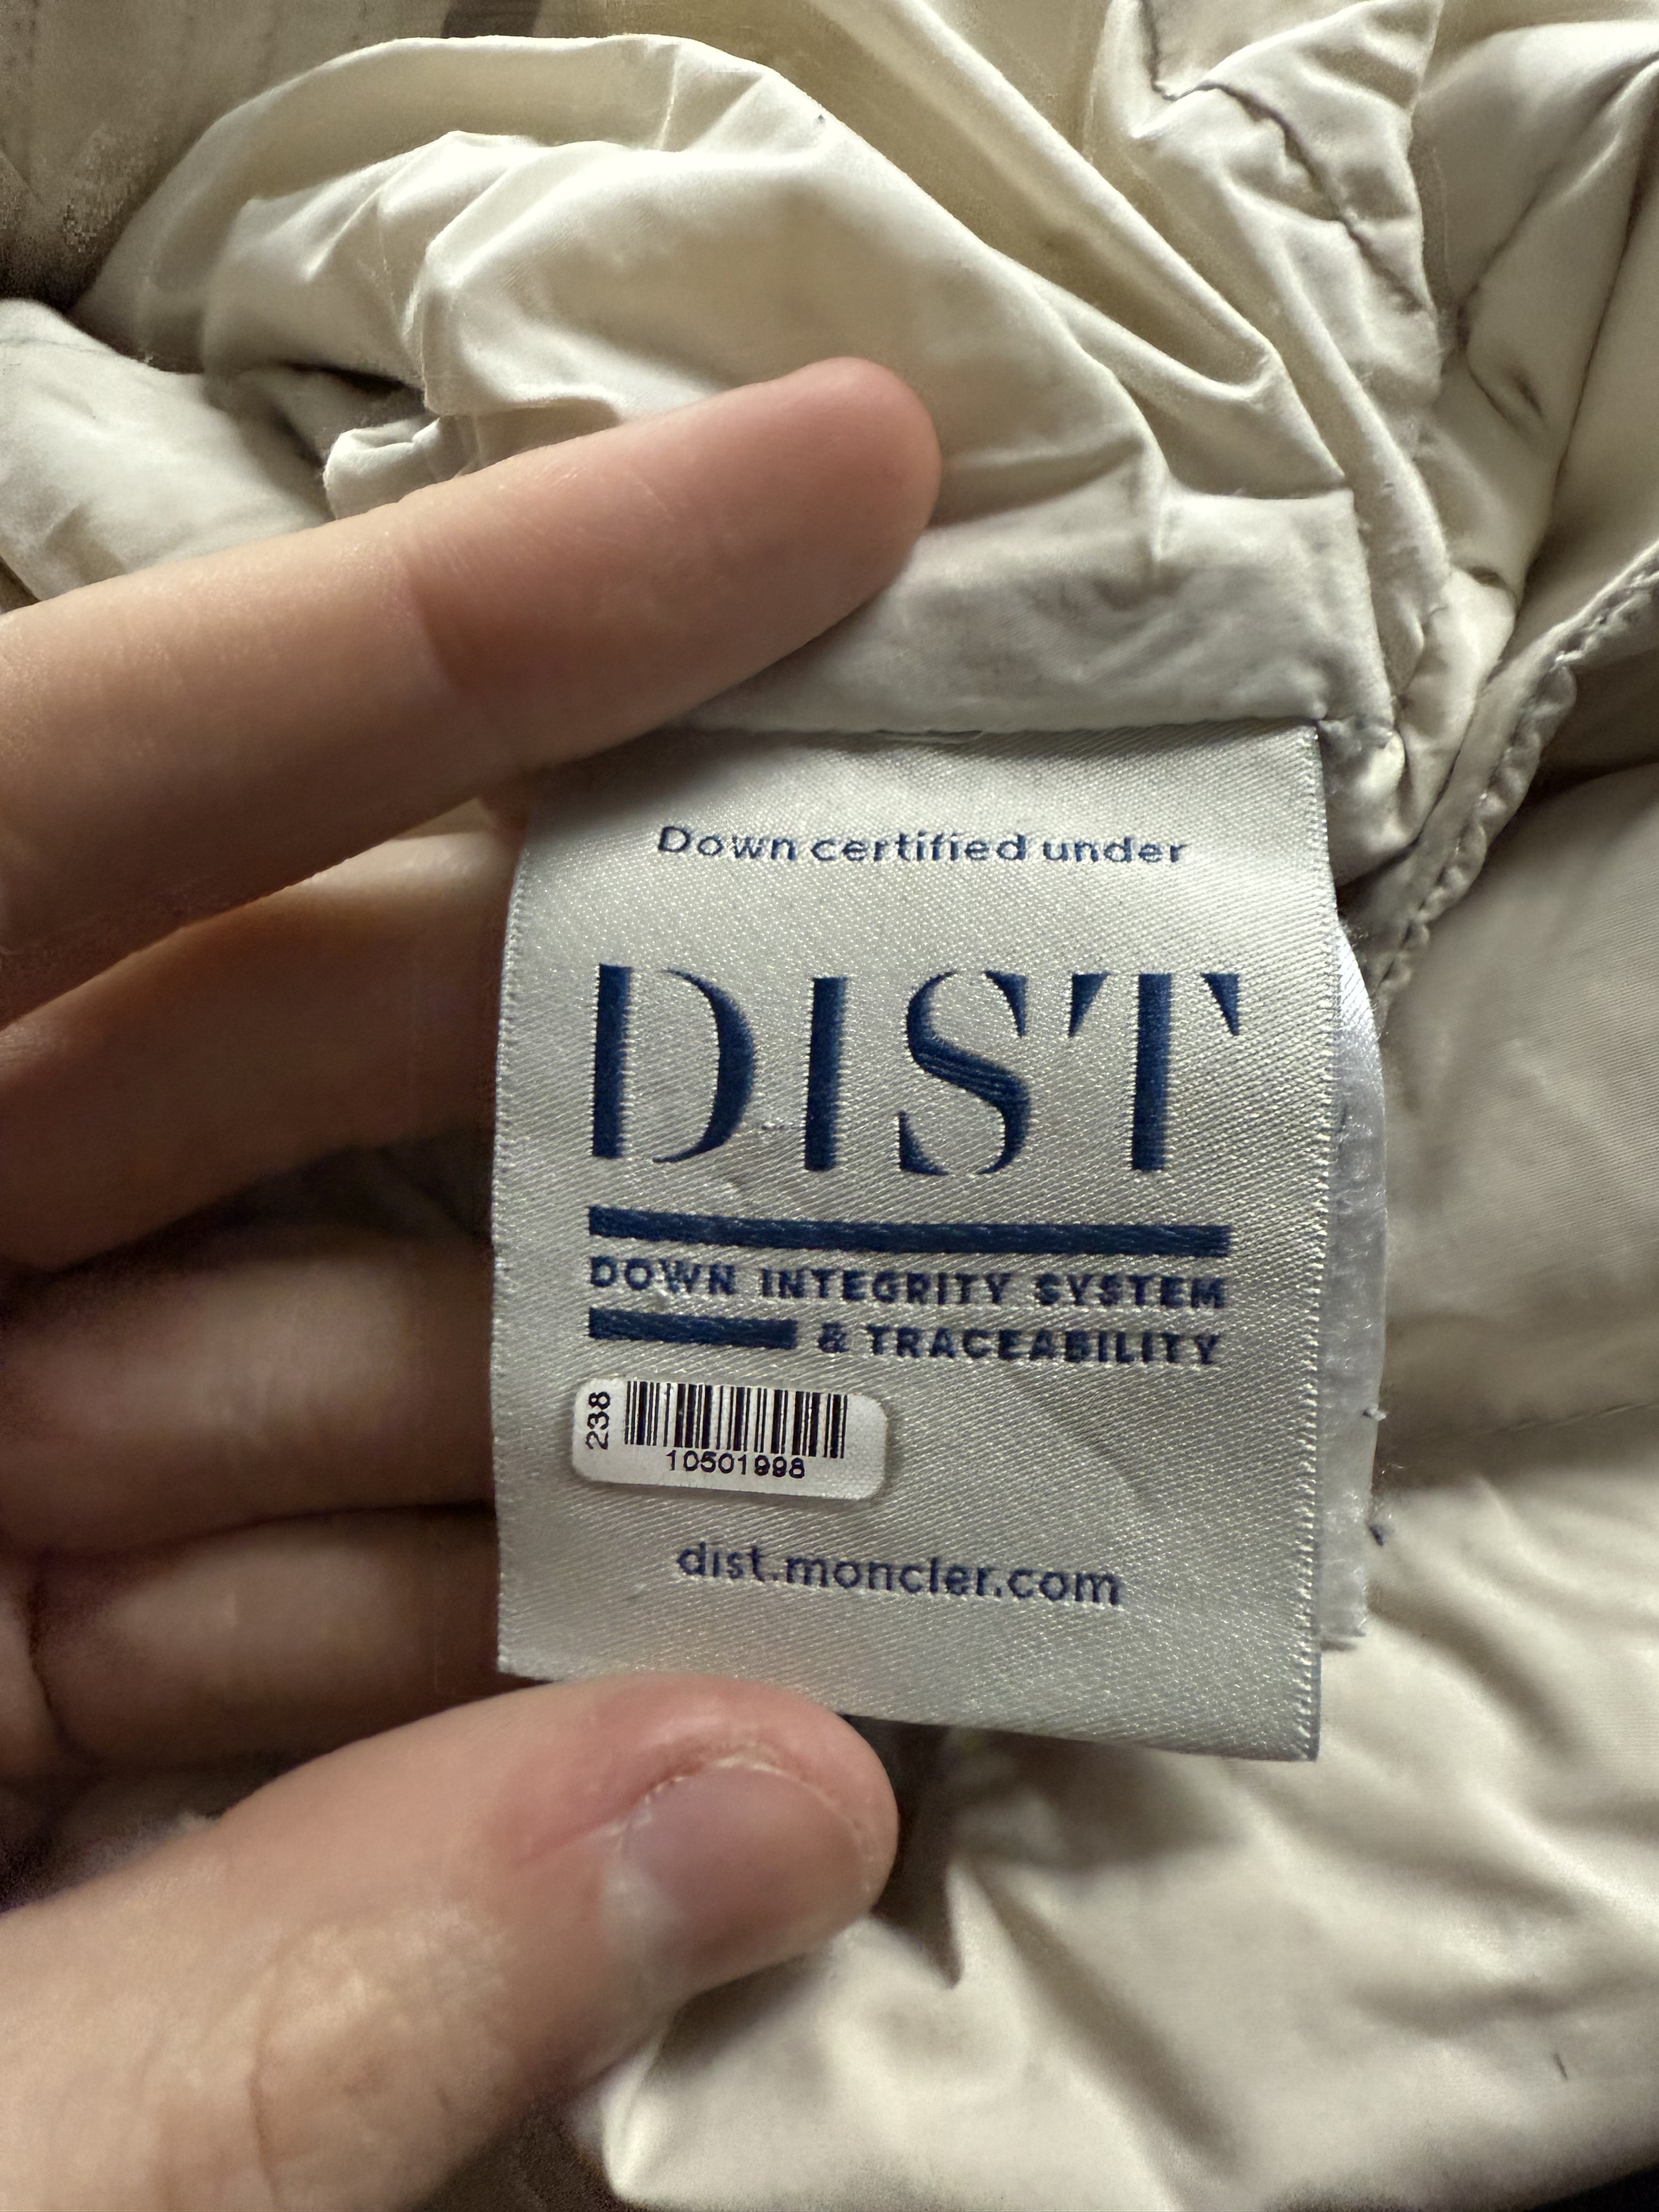 Down certified under
DIST
DOWN INTEGRITY SYSTEM
& TRACEABILITY
238
10501998
dist.moncler.com